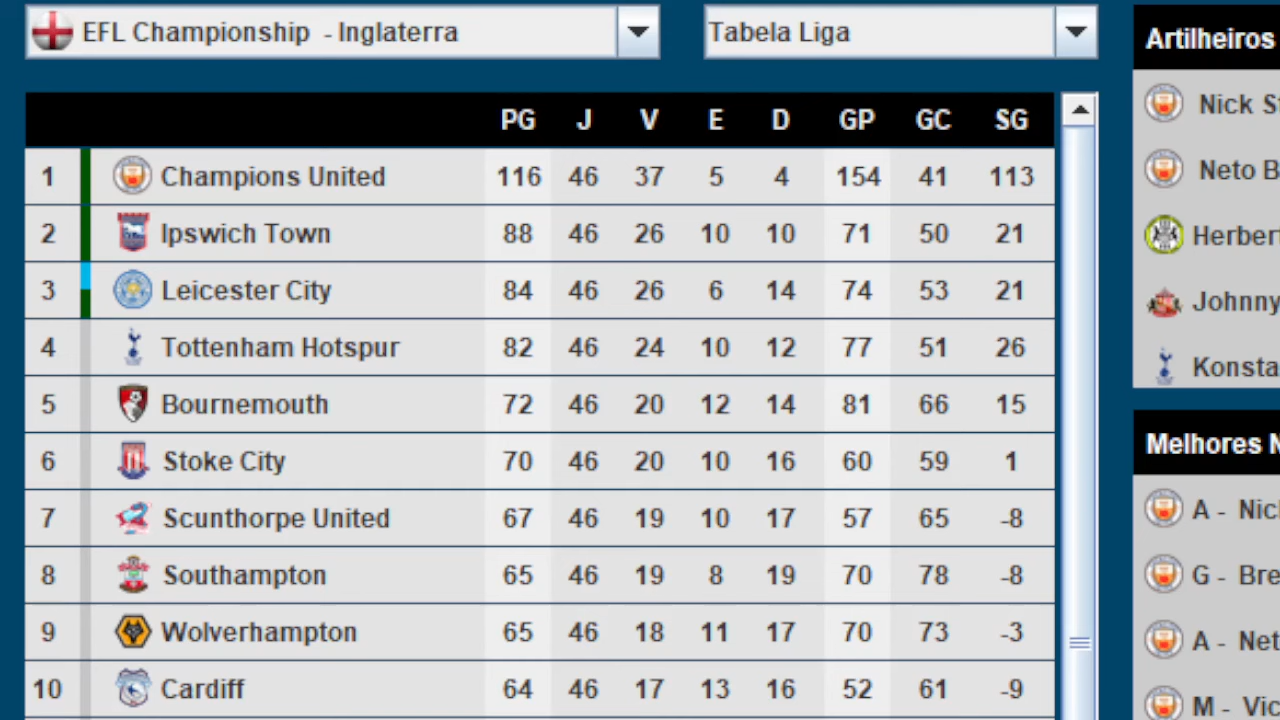 EFL Championship - Inglaterra
Tabela Liga
PG J V E D GP GC SG
1 Champions United 116 46 37 5 4 154 41 113
2 Ipswich Town 88 46 26 10 10 71 50 21
3 Leicester City 84 46 26 6 14 74 53 21
4 Tottenham Hotspur 82 46 24 10 12 77 51 26
5 Bournemouth 72 46 20 12 14 81 66 15
6 Stoke City 70 46 20 10 16 60 59 1
7 Scunthorpe United 67 46 19 10 17 57 65 -8
8 Southampton 65 46 19 8 19 70 78 -8
9 Wolverhampton 65 46 18 11 17 70 73 -3
10 Cardiff 64 46 17 13 16 52 61 -9
Artilheiros
Nick
Neto B
Herber
Johnny
Konsta
Melhores
A - Nic
G - Bre
A - Net
M - Vic